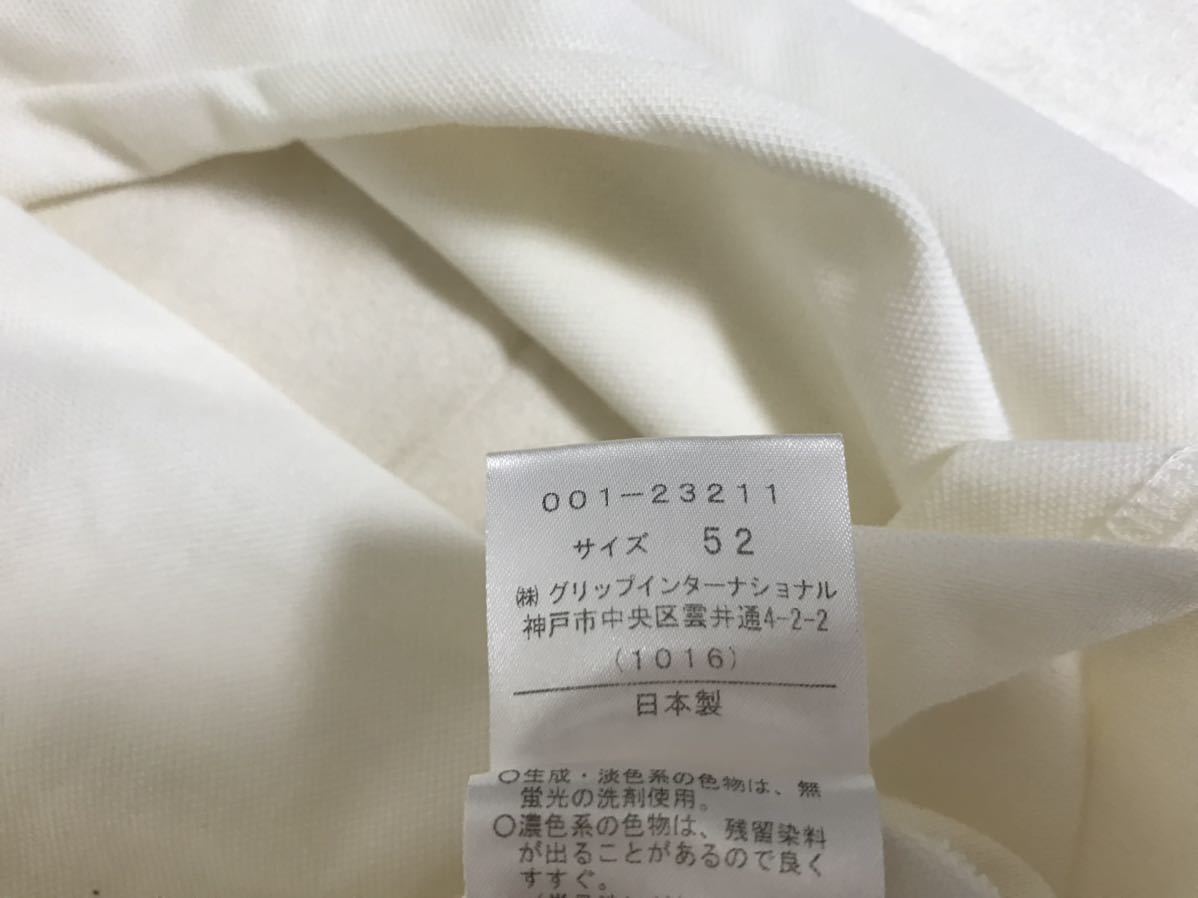 001-23211
サイズ 52
㈱グリップインターナショナル
神戸市中央区雲井通4-2-2
(1016)
日本製
○生成・淡色系の色物は、無
蛍光の洗剤使用。
○濃色系の色物は、残留染料
が出ることがあるので良く
すすぐ。